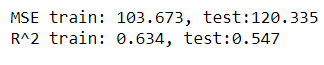 MSE train: 103.673, test:120.335
R^2 train: 0.634, test:0.547